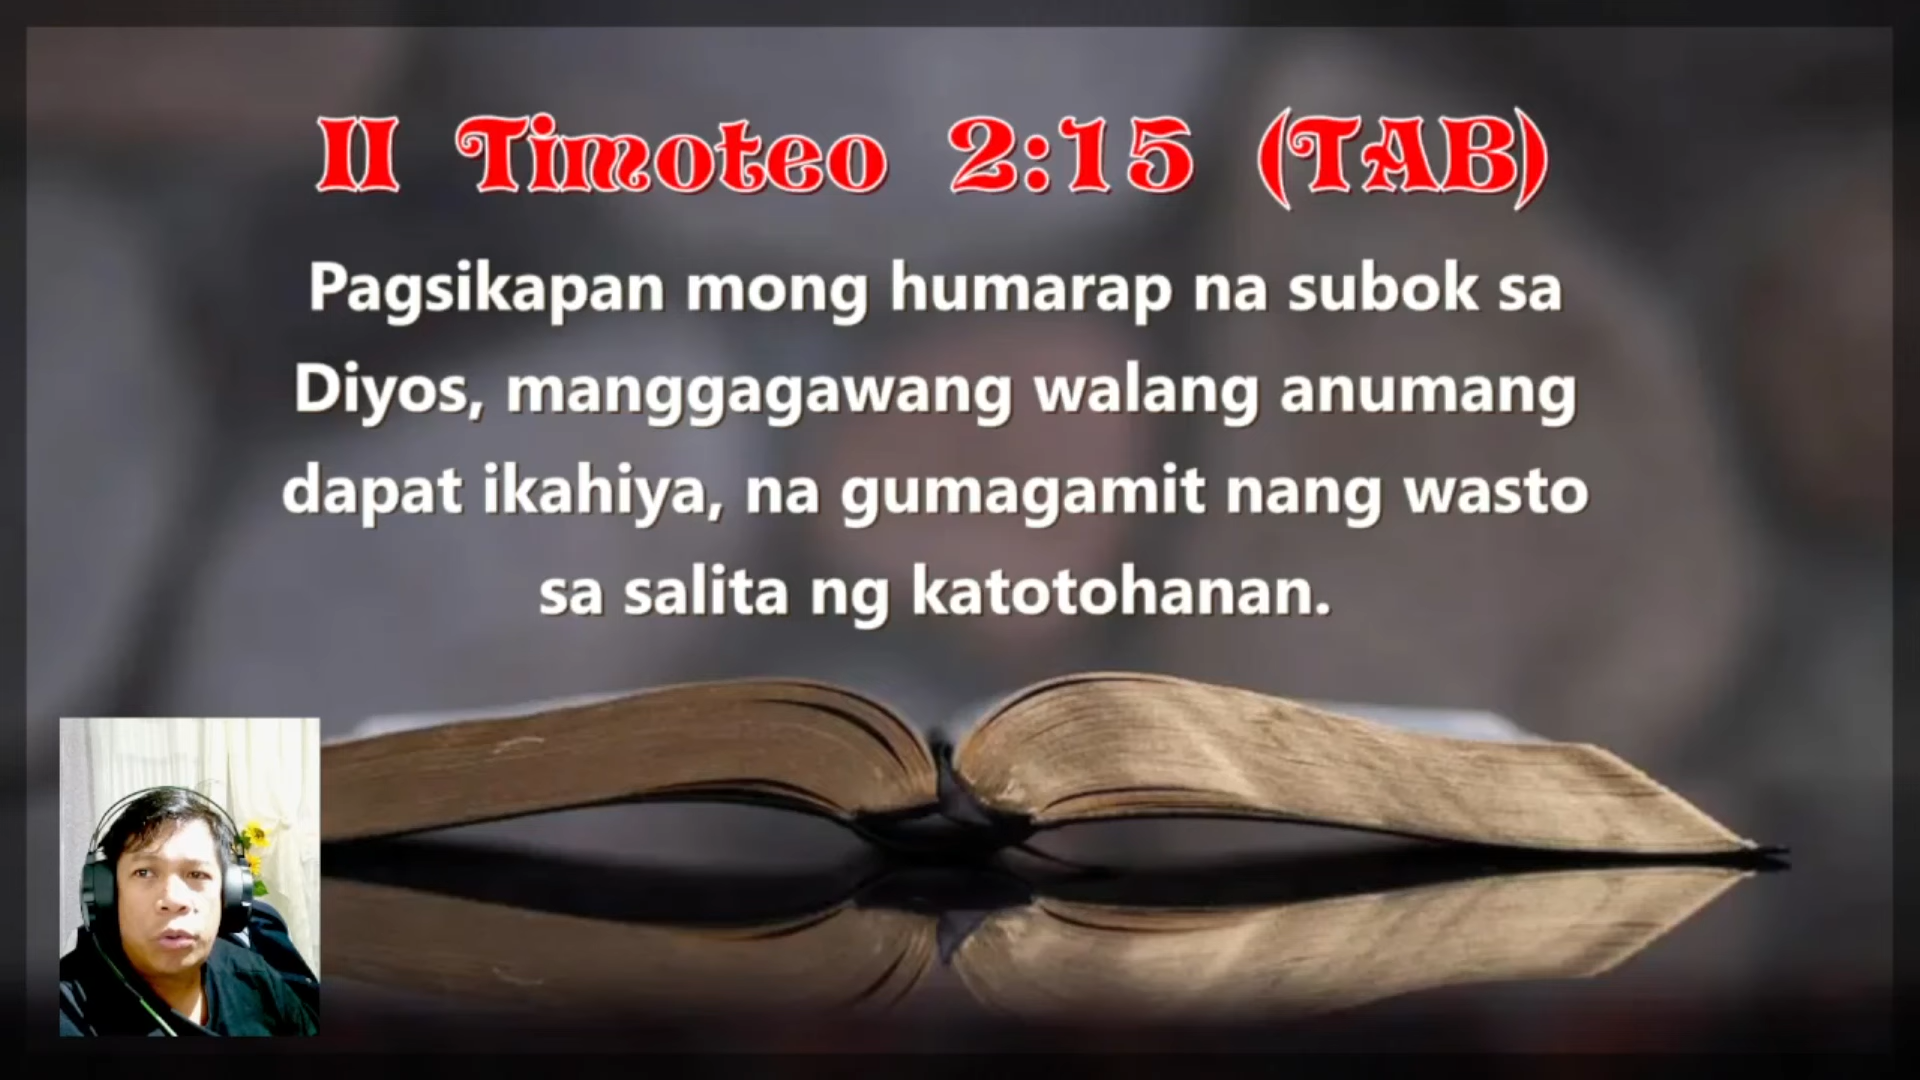 II Timoteo 2:15 (TAB)
Pagsikapan mong humarap na subok sa
Diyos, manggagawang walang anumang
dapat ikahiya, na gumagamit nang wasto
sa salita ng katotohanan.